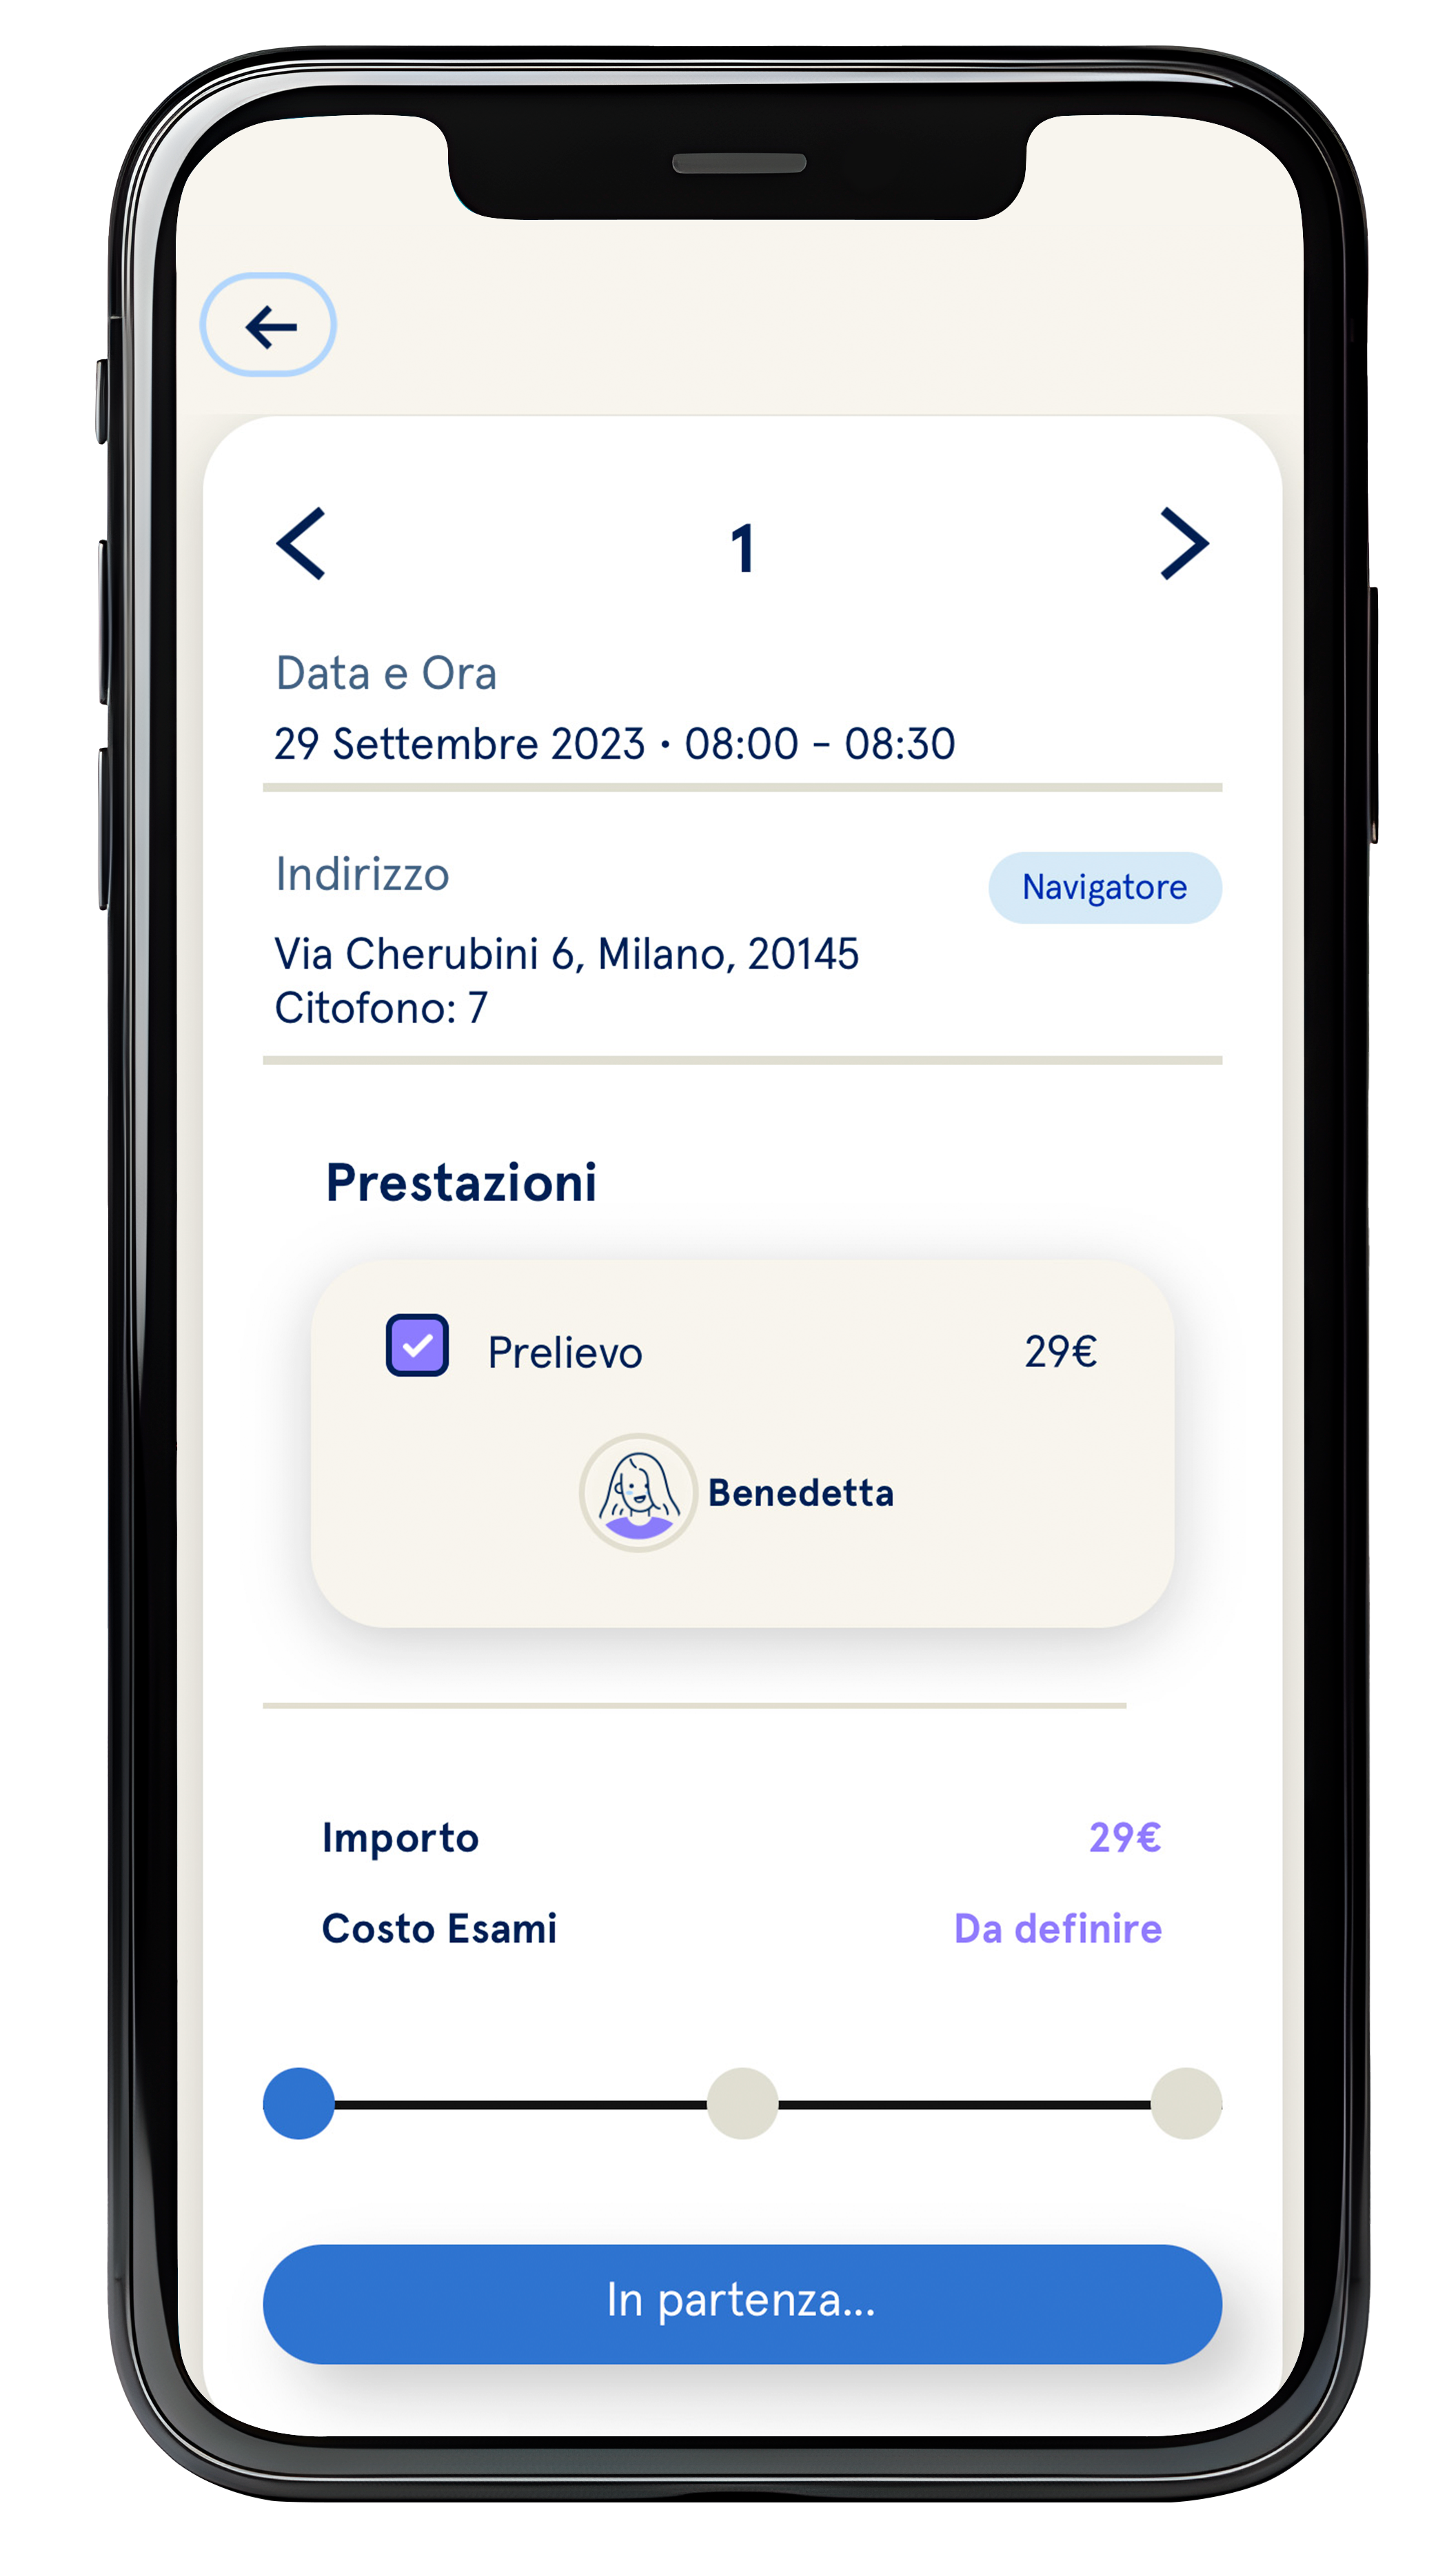 1
Data e Ora
29 Settembre 2023 • 08:00 - 08:30
Indirizzo
Navigatore
Via Cherubini 6, Milano, 20145
Citofono: 7
Prestazioni
Prelievo 29€
Benedetta
Importo 29€
Costo Esami Da definire
In partenza...